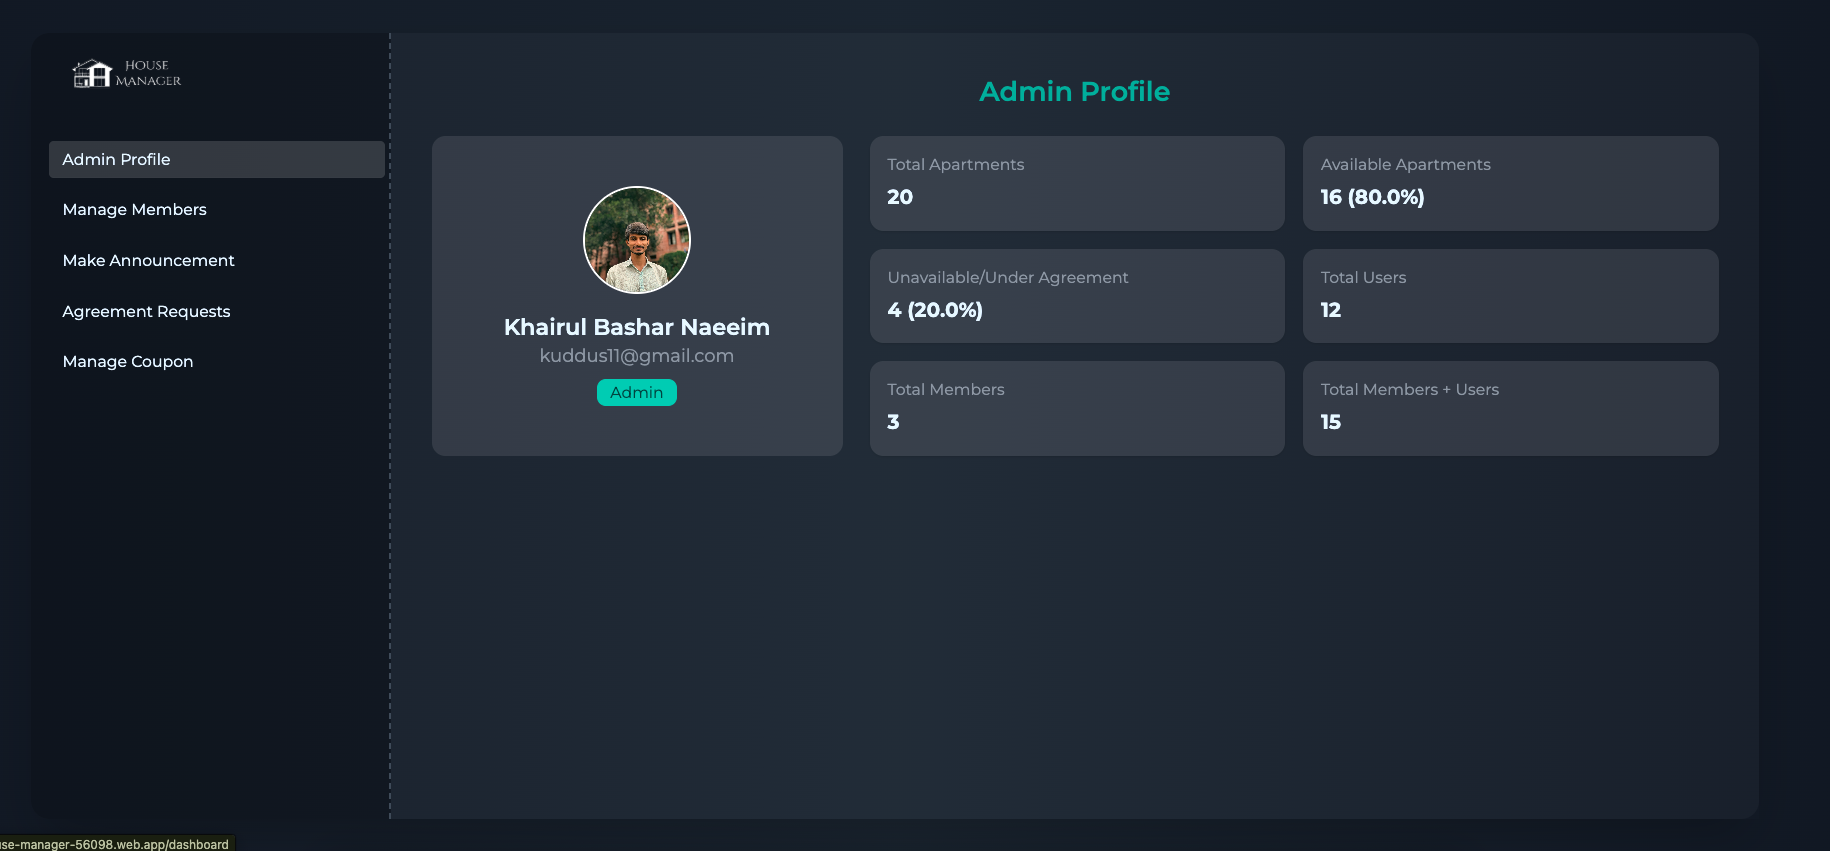 HOUSE
MANAGER
Admin Profile
Manage Members
Make Announcement
Agreement Requests
Manage Coupon
Admin Profile
Khairul Bashar Naeeim
kuddus11@gmail.com
Admin
Total Apartments
20
Available Apartments
16 (80.0%)
Unavailable/Under Agreement
4 (20.0%)
Total Users
12
Total Members
3
Total Members + Users
15
se-manager-56098.web.app/dashboard